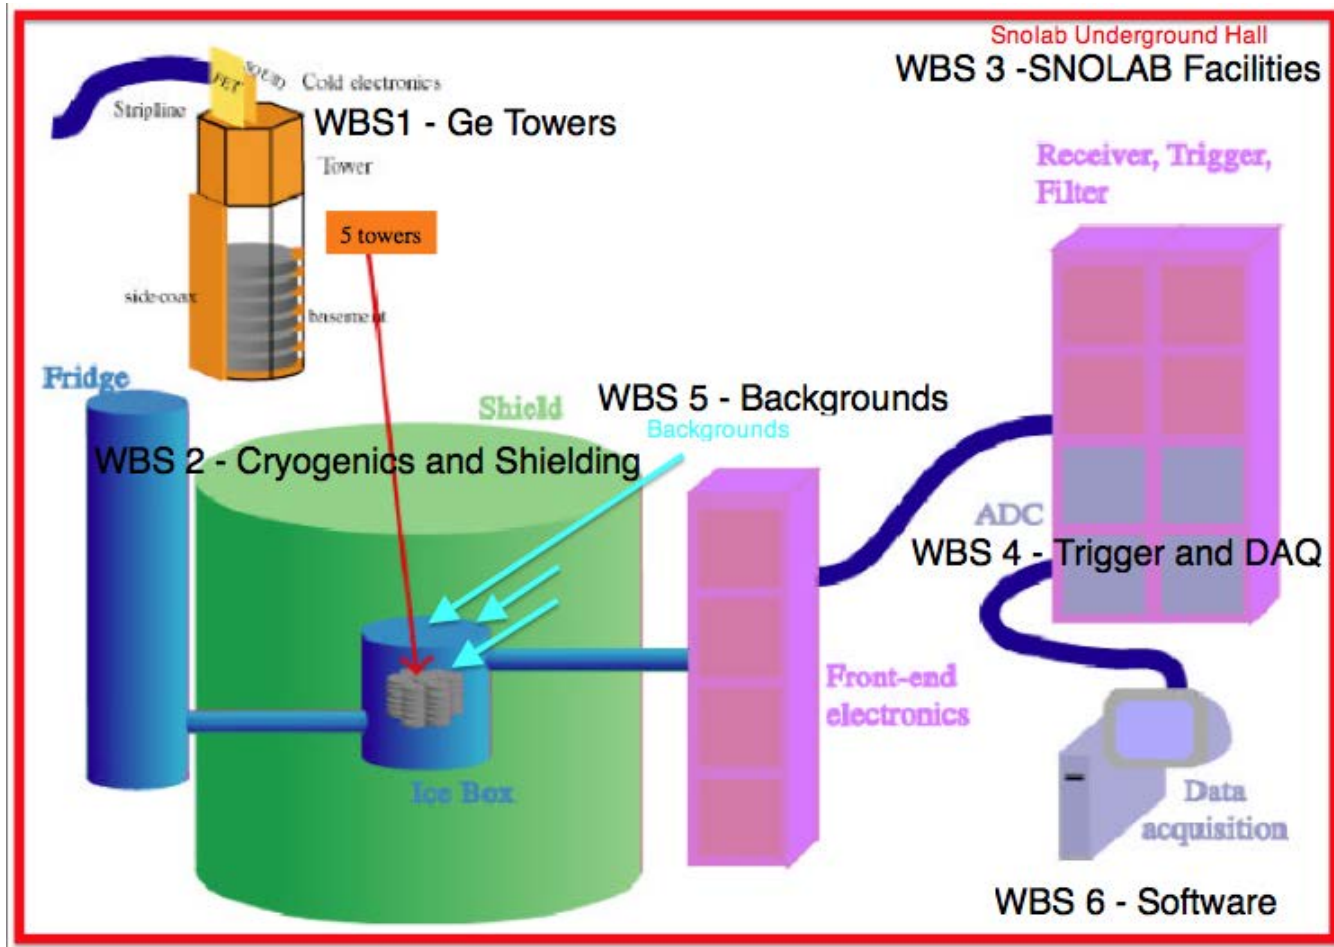 Snolab Underground Hall
WBS 3 -SNOLAB Facilities
FET
SQUID
Cold electronics
Stripline
WBS1 - Ge Towers
Tower
Receiver, Trigger,
Filter
5 towers
side-coax
basement
Fridge
Shield
WBS 5 - Backgrounds
Backgrounds
WBS 2 - Cryogenics and Shielding
ADC
WBS 4 - Trigger and DAQ
Front-end
electronics
Ice Box
Data
acquisition
WBS 6 - Software